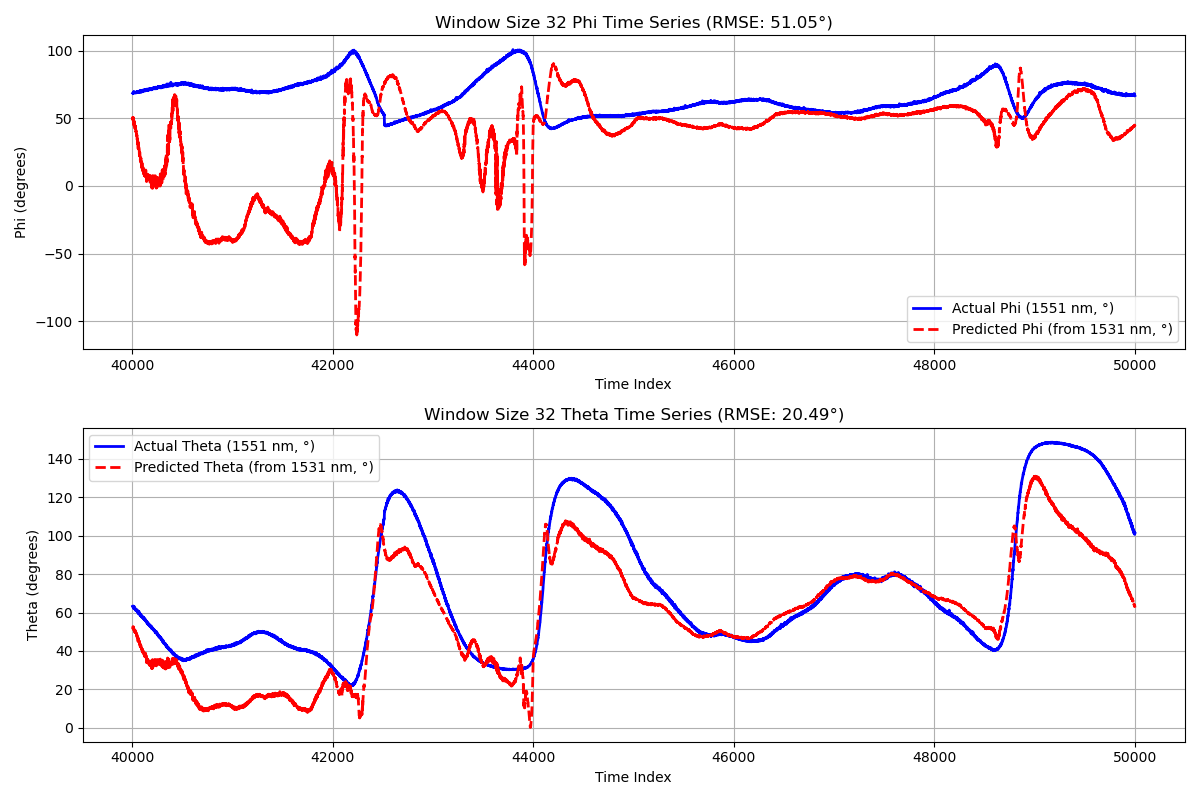 Window Size 32 Phi Time Series (RMSE: 51.05°)
Phi (degrees)
100
50
0
−50
−100
Actual Phi (1551 nm, °)
Predicted Phi (from 1531 nm, °)
40000 42000 44000 46000 48000 50000
Time Index
Window Size 32 Theta Time Series (RMSE: 20.49°)
Theta (degrees)
Actual Theta (1551 nm, °)
Predicted Theta (from 1531 nm, °)
140
120
100
80
60
40
20
0
40000 42000 44000 46000 48000 50000
Time Index